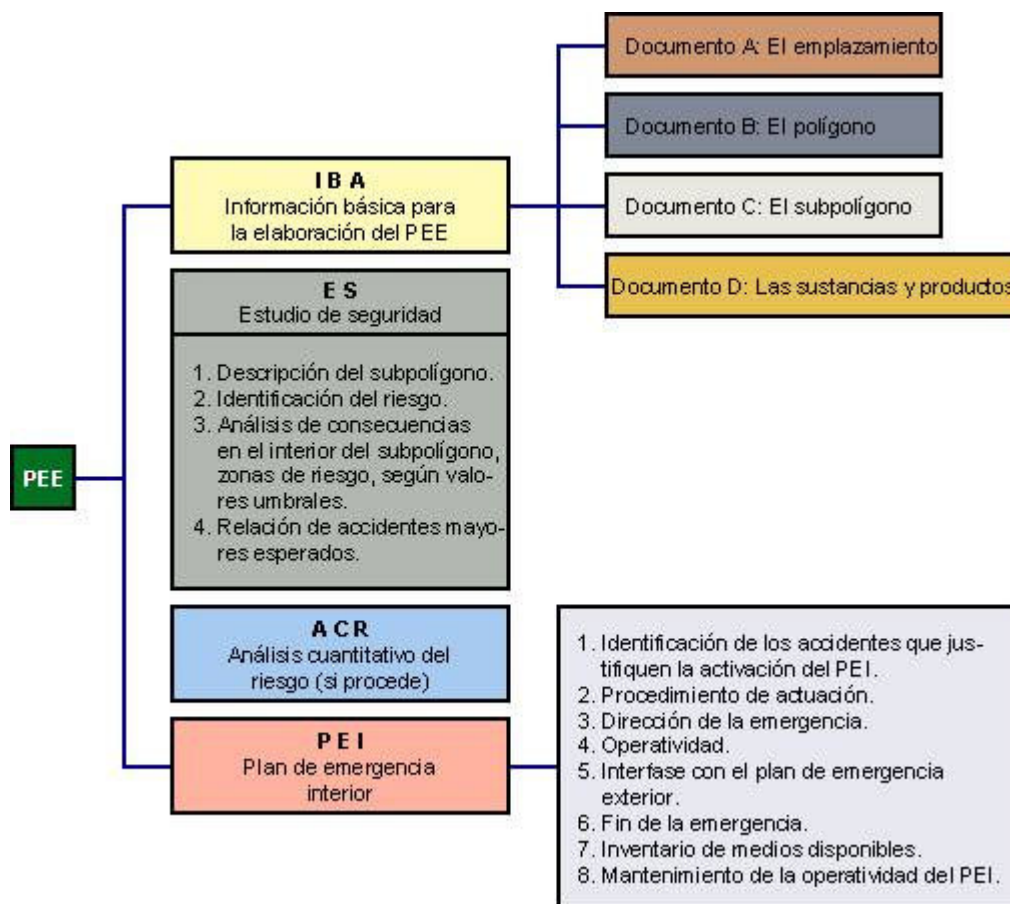 PEE
I B A
Información básica para
la elaboración del PEE
Documento A: El emplazamiento
Documento B: El polígono
Documento C: El subpolígono
Documento D: Las sustancias y productos
E S
Estudio de seguridad
1. Descripción del subpolígono.
2. Identificación del riesgo.
3. Análisis de consecuencias
en el interior del subpolígono,
zonas de riesgo, según valo-
res umbrales.
4. Relación de accidentes mayo-
res esperados.
A C R
Análisis cuantitativo del
riesgo (si procede)
P E I
Plan de emergencia
interior
1. Identificación de los accidentes que jus-
tifiquen la activación del PEI.
2. Procedimiento de actuación.
3. Dirección de la emergencia.
4. Operatividad.
5. Interfase con el plan de emergencia
exterior.
6. Fin de la emergencia.
7. Inventario de medios disponibles.
8. Mantenimiento de la operatividad del PEI.